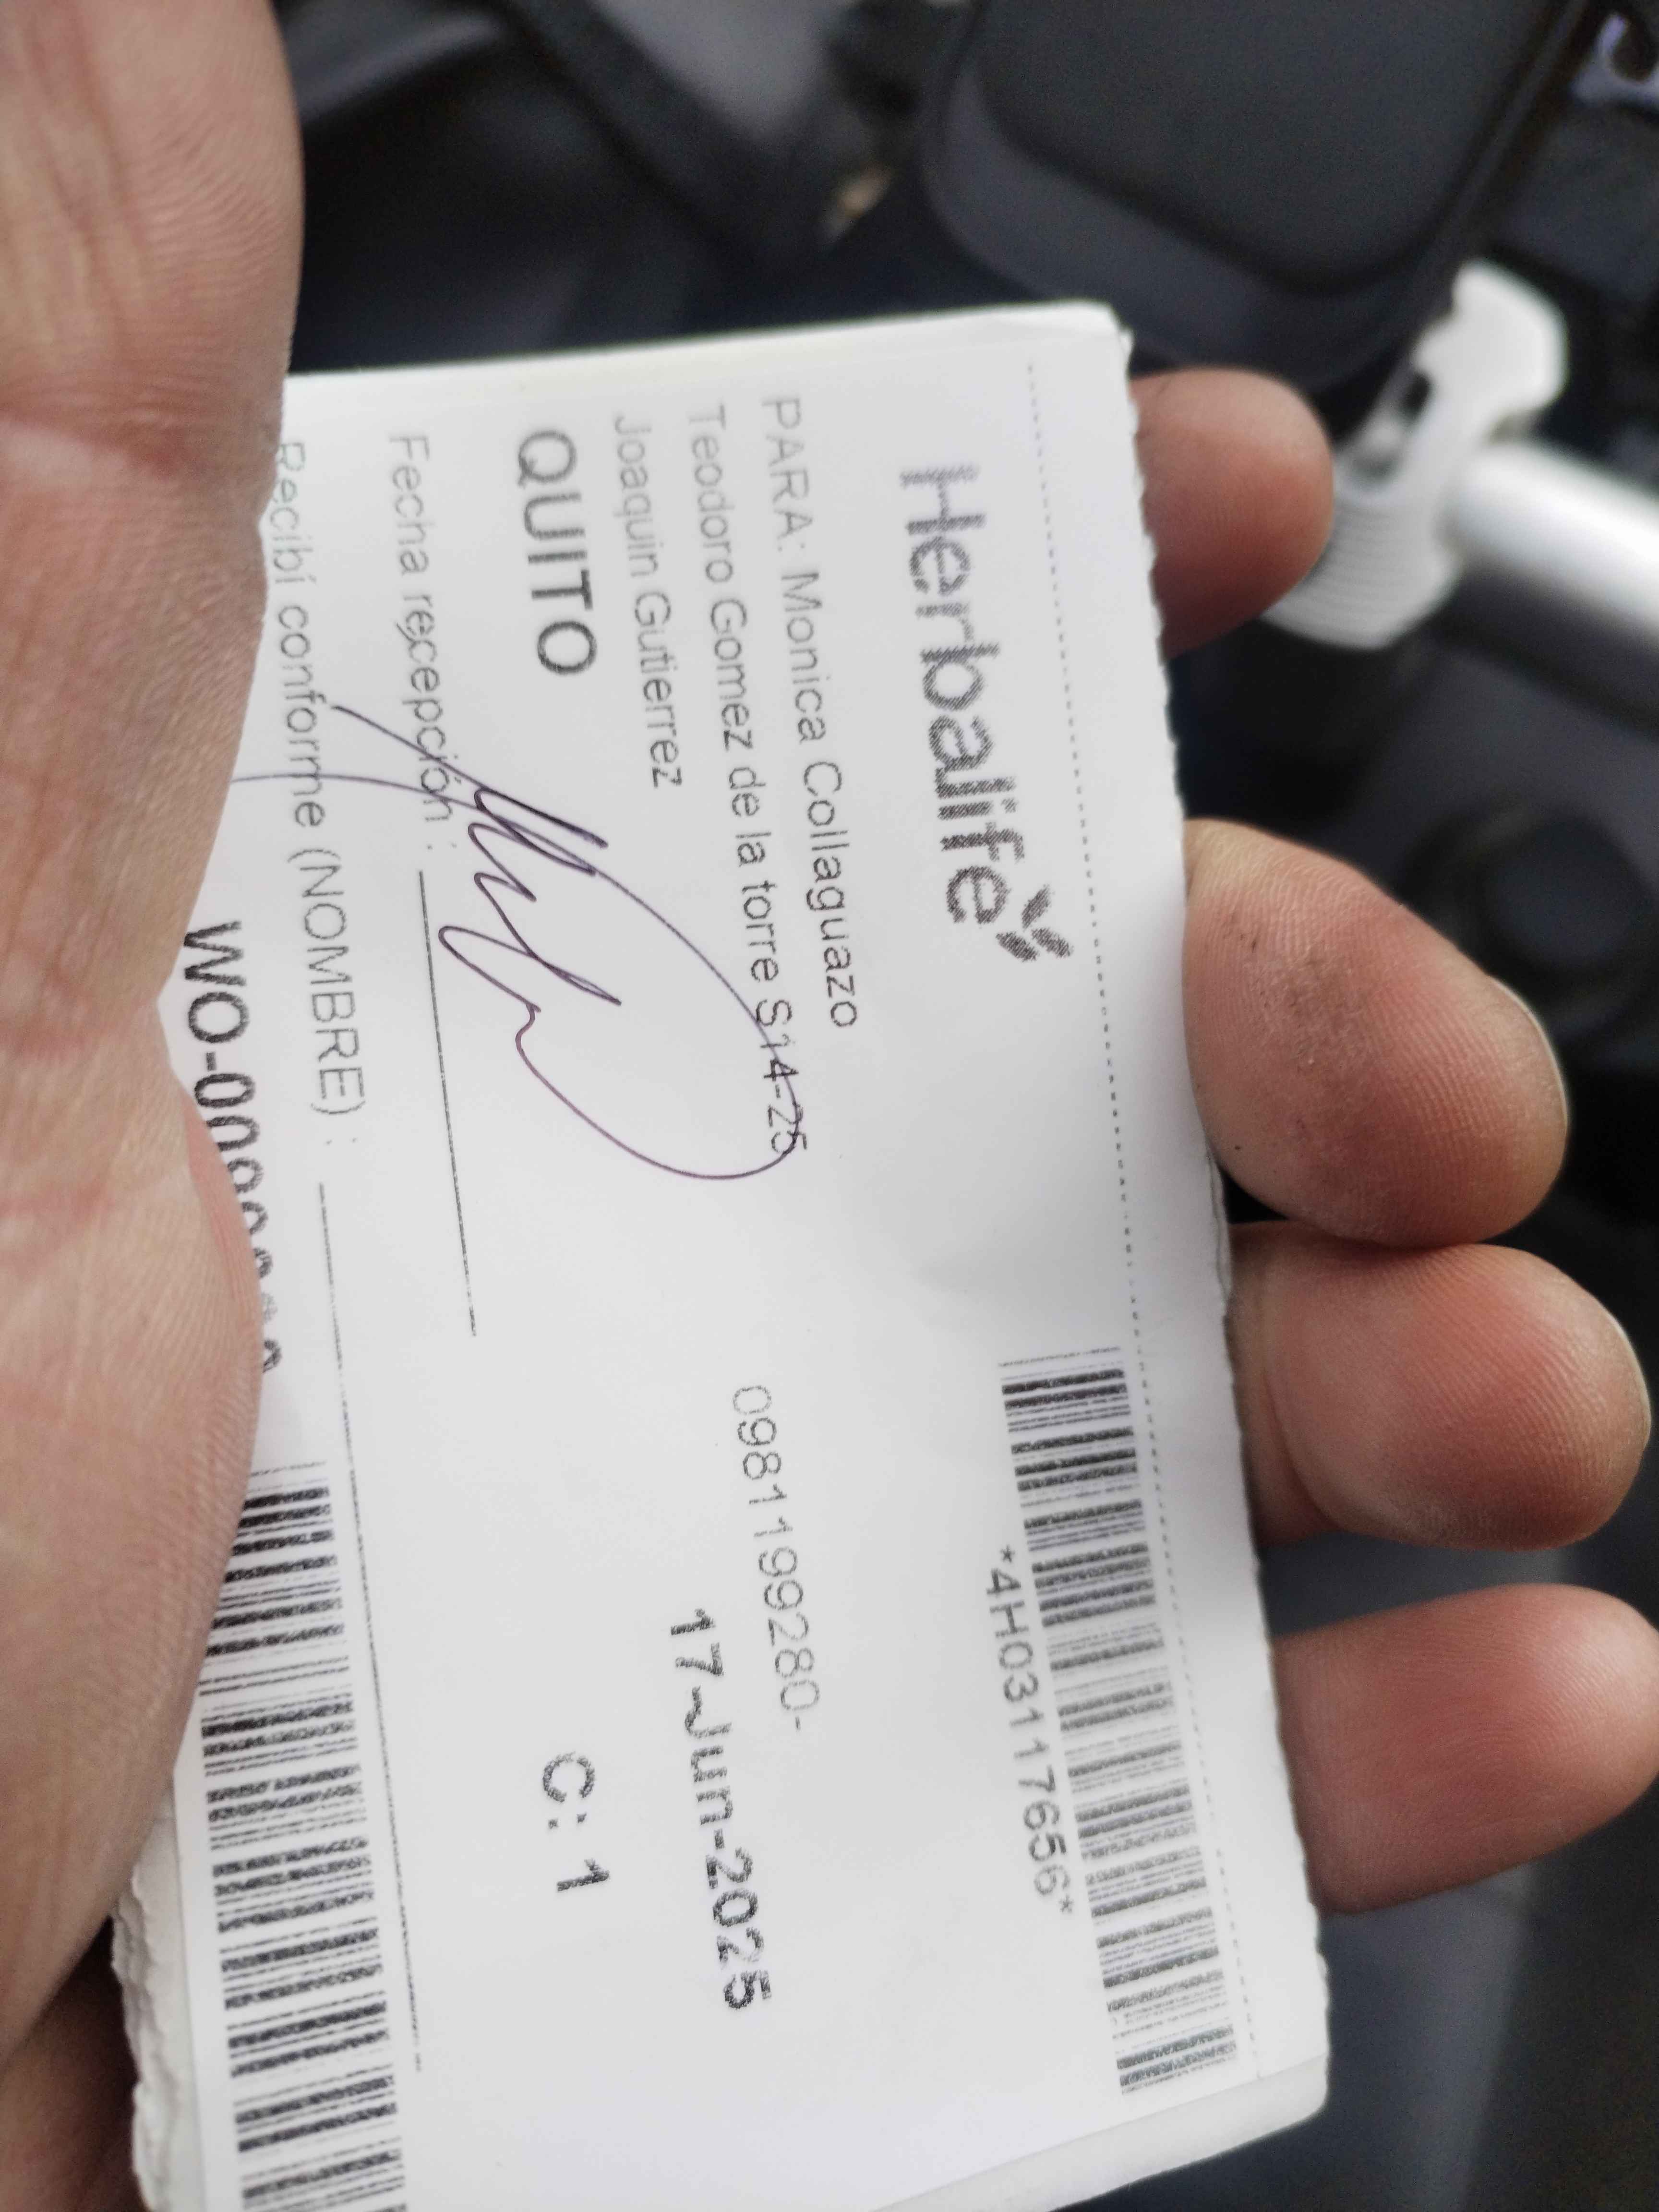 Herbalife
*4H03117656*
PARA: Monica Collaguazo
Teodoro Gomez de la torre S14-25
0981199280-
Joaquin Gutierrez
17-Jun-2025
QUITO
C: 1
Fecha recepción :
Recibí conforme (NOMBRE) :